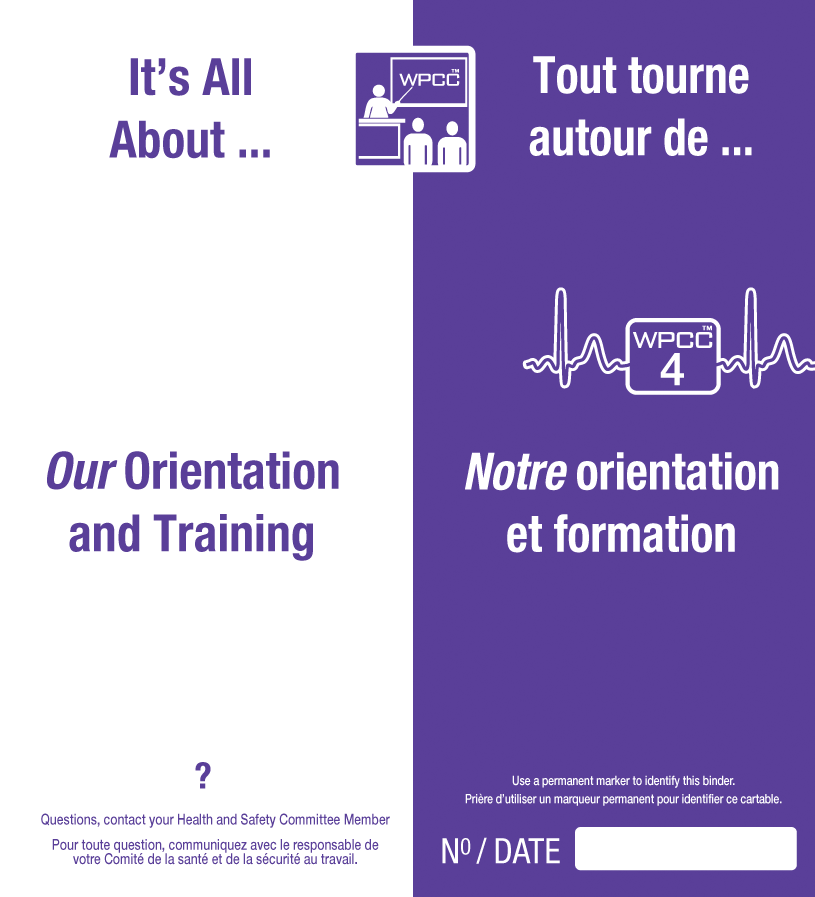 It's All
About ...
WPCC™
Tout tourne
autour de ...
WPCC™
4
Our Orientation
and Training
Notre orientation
et formation
?
Questions, contact your Health and Safety Committee Member
Pour toute question, communiquez avec le responsable de
votre Comité de la santé et de la sécurité au travail.
Use a permanent marker to identify this binder.
Prière d'utiliser un marqueur permanent pour identifier ce cartable.
Nº / DATE